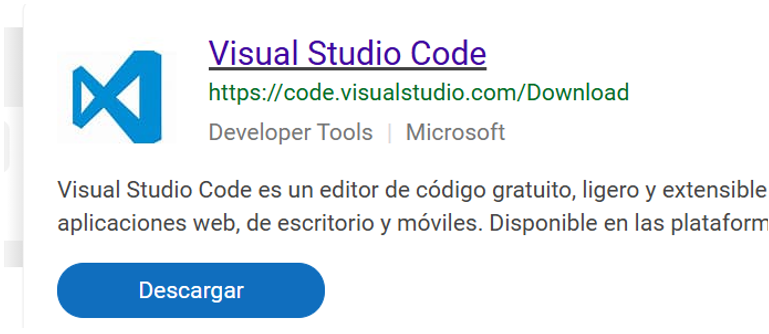 Visual Studio Code
https://code.visualstudio.com/Download
Developer Tools | Microsoft
Visual Studio Code es un editor de código gratuito, ligero y extensible
aplicaciones web, de escritorio y móviles. Disponible en las plataform
Descargar